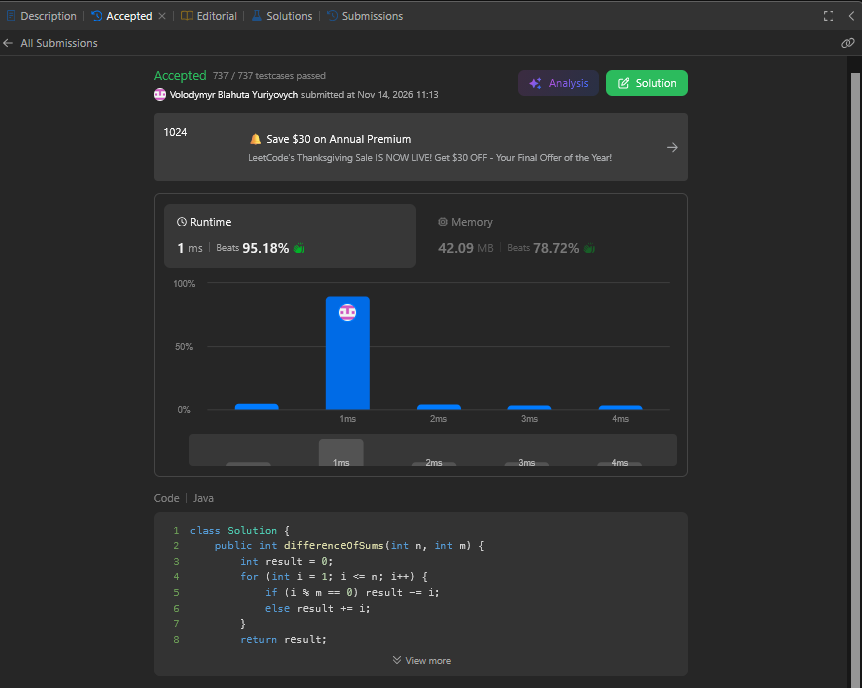 Description Accepted Editorial Solutions Submissions
All Submissions
Accepted 737 / 737 testcases passed
Volodymyr Blahuta Yuriyovych submitted at Nov 14, 2026 11:13
Analysis
Solution
1024
Save $30 on Annual Premium
LeetCode's Thanksgiving Sale IS NOW LIVE! Get $30 OFF - Your Final Offer of the Year!
Runtime
1 ms Beats 95.18%
Memory
42.09 MB Beats 78.72%
100%
50%
0%
1ms 2ms 3ms 4ms
1ms 2ms 3ms 4ms
Code Java
1 class Solution {
2     public int differenceOfSums(int n, int m) {
3         int result = 0;
4         for (int i = 1; i <= n; i++) {
5             if (i % m == 0) result -= i;
6             else result += i;
7         }
8         return result;
View more